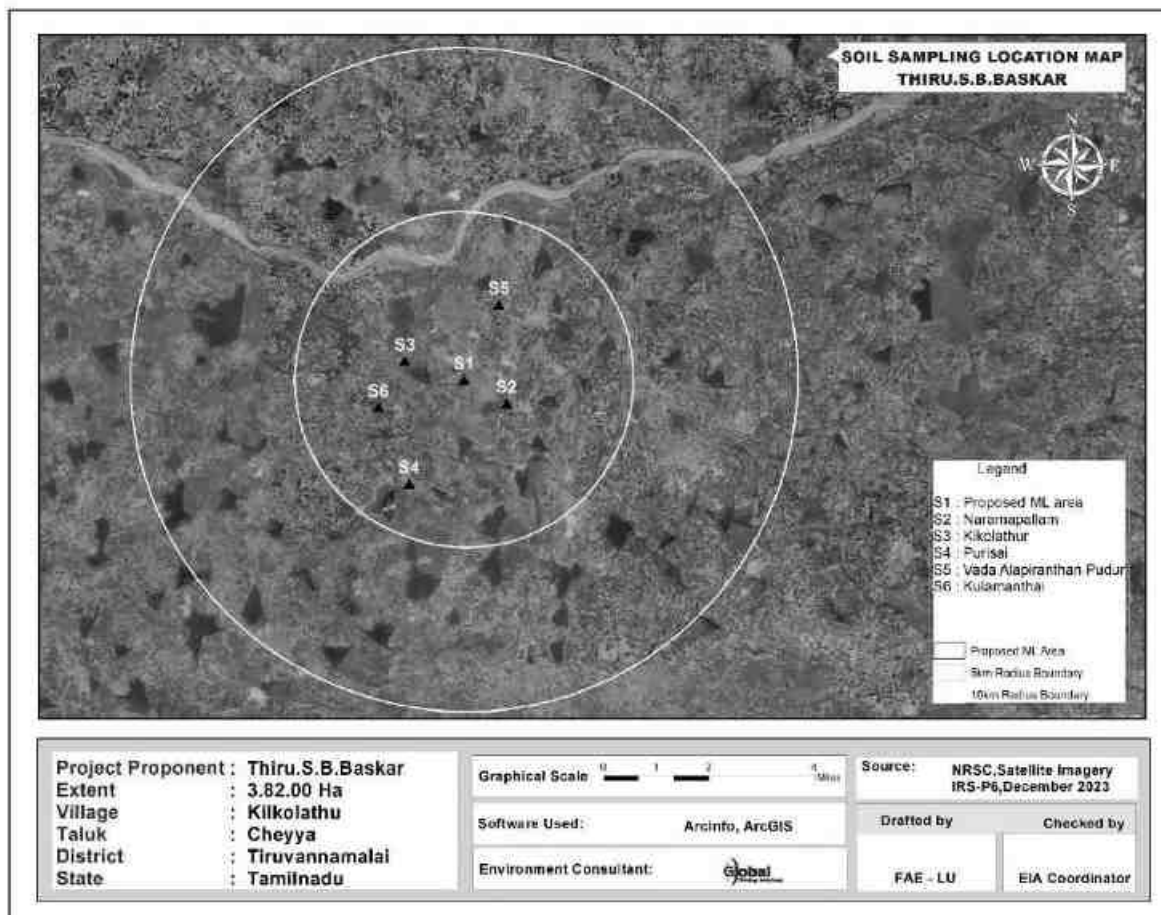 SOIL SAMPLING LOCATION MAP
THIRU.S.B.BASKAR
N
W E
S
S5
S3
S1
S6
S2
S4
Legend
S1 : Proposed ML area
S2 : Naramapallam
S3 : Kikolathur
S4 : Purisai
S5 : Vada Alapiranthan Pudur
S6 : Kulamanthai
Proposed ML Area
5km Radius Boundary
10km Radius Boundary
Project Proponent : Thiru.S.B.Baskar
Extent : 3.82.00 Ha
Village : Kilkolathu
Taluk : Cheyya
District : Tiruvannamalai
State : Tamilnadu
Graphical Scale 0 1 2 4 Miles
Software Used: Arcinfo, ArcGIS
Environment Consultant: Global
Source: NRSC,Satellite Imagery
IRS-P6,December 2023
Drafted by Checked by
FAE - LU EIA Coordinator